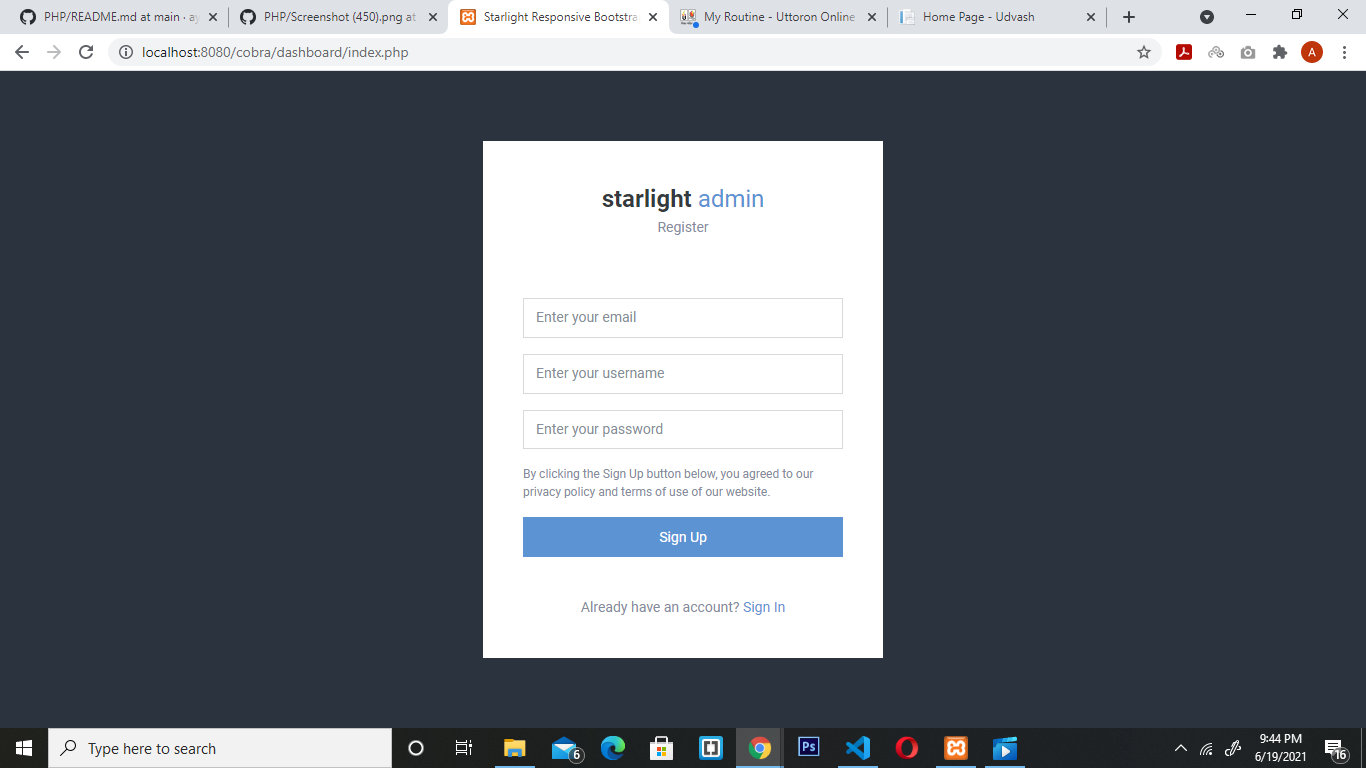 PHP/README.md at main · ay
PHP/Screenshot (450).png at
Starlight Responsive Bootstra
My Routine - Uttoron Online
Home Page - Udvash
localhost:8080/cobra/dashboard/index.php
A
starlight admin
Register
Enter your email
Enter your username
Enter your password
By clicking the Sign Up button below, you agreed to our
privacy policy and terms of use of our website.
Sign Up
Already have an account? Sign In
Type here to search
6
Ps
9:44 PM
6/19/2021
16